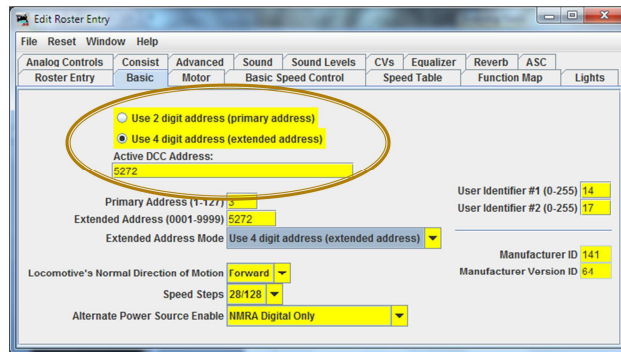 Edit Roster Entry
File Reset Window Help
Analog Controls Consist Advanced Sound Sound Levels CVs Equalizer Reverb ASC
Roster Entry Basic Motor Basic Speed Control Speed Table Function Map Lights
Use 2 digit address (primary address)
Use 4 digit address (extended address)
Active DCC Address:
5272
Primary Address (1-127) 3
Extended Address (0001-9999) 5272
Extended Address Mode Use 4 digit address (extended address)
Locomotive's Normal Direction of Motion Forward
Speed Steps 28/128
Alternate Power Source Enable NMRA Digital Only
User Identifier #1 (0-255) 14
User Identifier #2 (0-255) 17
Manufacturer ID 141
Manufacturer Version ID 64